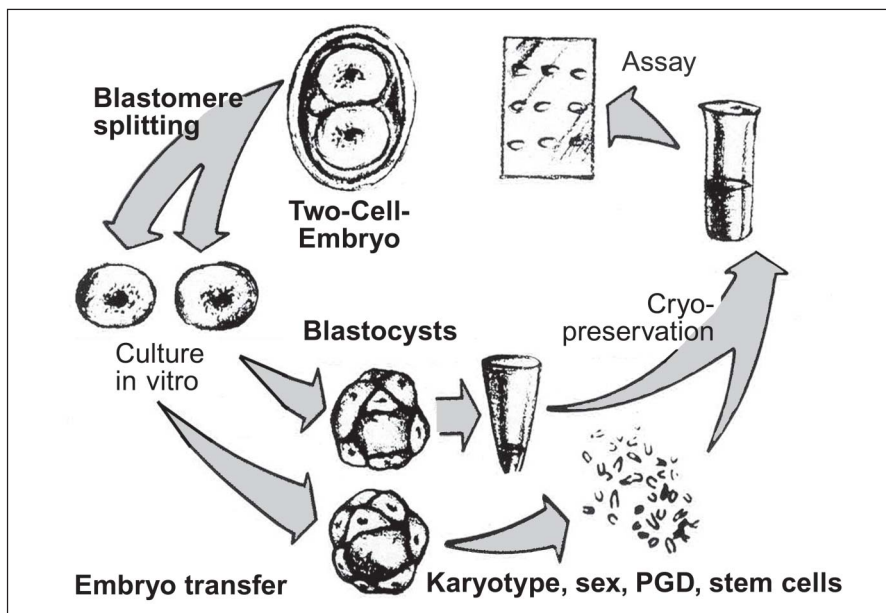 Blastomere
splitting
Two-Cell-
Embryo
Assay
Culture
in vitro
Blastocysts
Cryo-
preservation
Embryo transfer
Karyotype, sex, PGD, stem cells